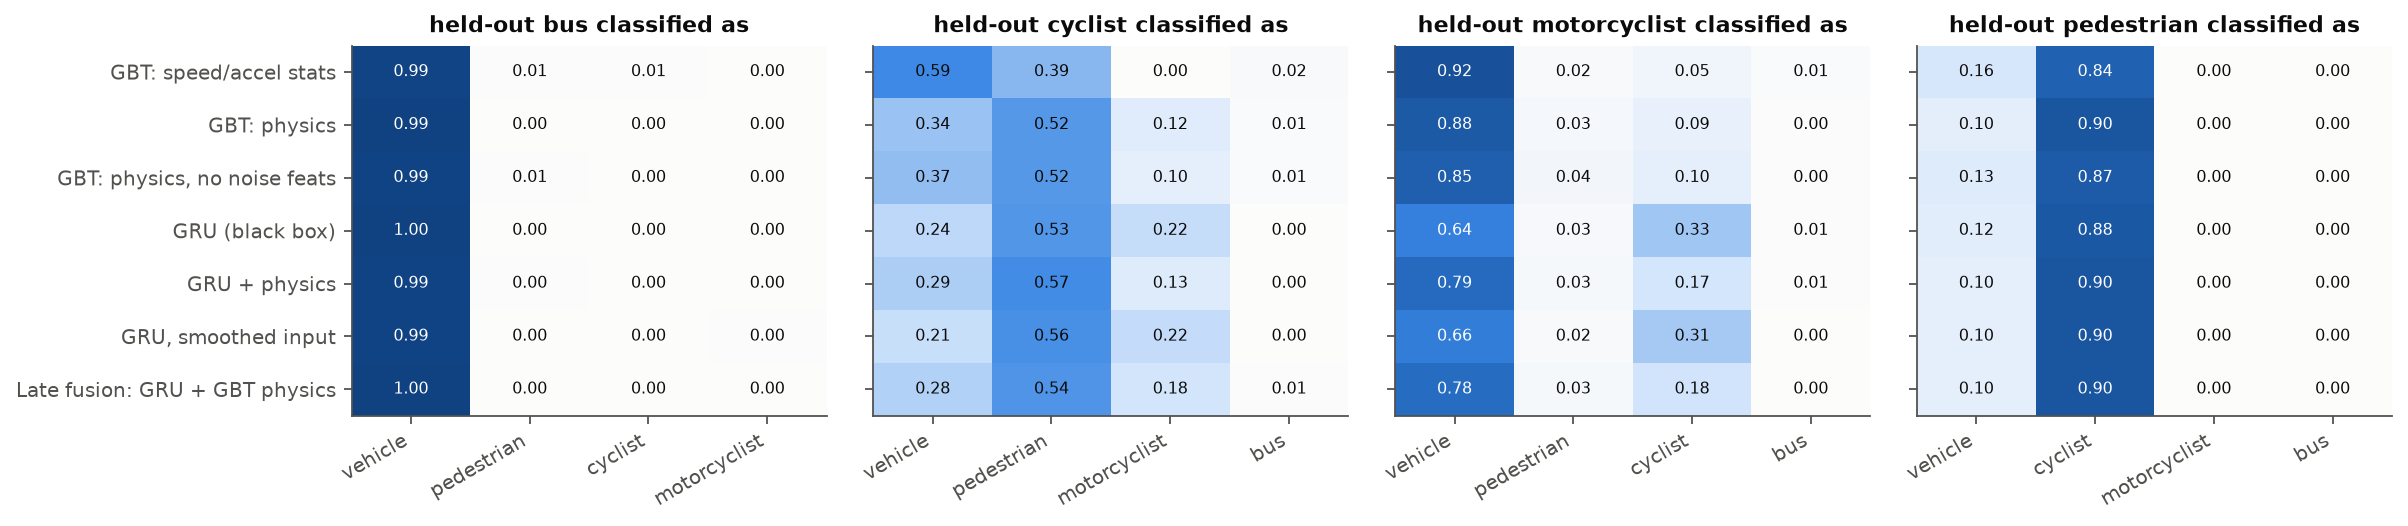 held-out bus classified as held-out cyclist classified as held-out motorcyclist classified as held-out pedestrian classified as
GBT: speed/accel stats 0.99 0.01 0.01 0.00 0.59 0.39 0.00 0.02 0.92 0.02 0.05 0.01 0.16 0.84 0.00 0.00
GBT: physics 0.99 0.00 0.00 0.00 0.34 0.52 0.12 0.01 0.88 0.03 0.09 0.00 0.10 0.90 0.00 0.00
GBT: physics, no noise feats 0.99 0.01 0.00 0.00 0.37 0.52 0.10 0.01 0.85 0.04 0.10 0.00 0.13 0.87 0.00 0.00
GRU (black box) 1.00 0.00 0.00 0.00 0.24 0.53 0.22 0.00 0.64 0.03 0.33 0.01 0.12 0.88 0.00 0.00
GRU + physics 0.99 0.00 0.00 0.00 0.29 0.57 0.13 0.00 0.79 0.03 0.17 0.01 0.10 0.90 0.00 0.00
GRU, smoothed input 0.99 0.00 0.00 0.00 0.21 0.56 0.22 0.00 0.66 0.02 0.31 0.00 0.10 0.90 0.00 0.00
Late fusion: GRU + GBT physics 1.00 0.00 0.00 0.00 0.28 0.54 0.18 0.01 0.78 0.03 0.18 0.00 0.10 0.90 0.00 0.00
vehicle pedestrian cyclist motorcyclist vehicle pedestrian motorcyclist bus vehicle pedestrian cyclist bus vehicle cyclist motorcyclist bus